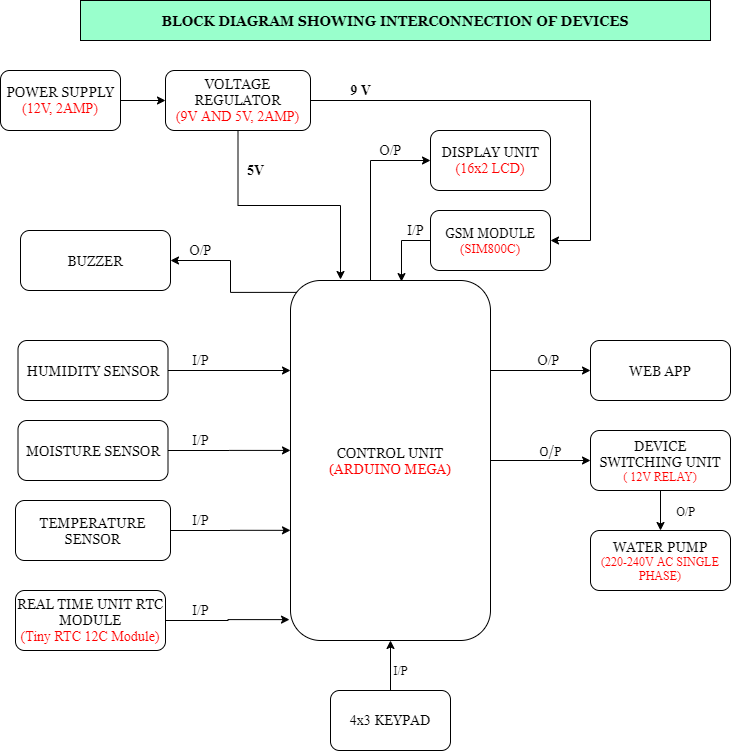 BLOCK DIAGRAM SHOWING INTERCONNECTION OF DEVICES
POWER SUPPLY
(12V, 2AMP)
VOLTAGE
REGULATOR
(9V AND 5V, 2AMP)
9 V
5V
O/P
DISPLAY UNIT
(16x2 LCD)
I/P
GSM MODULE
(SIM800C)
BUZZER
O/P
HUMIDITY SENSOR
I/P
MOISTURE SENSOR
I/P
TEMPERATURE
SENSOR
I/P
REAL TIME UNIT RTC
MODULE
(Tiny RTC 12C Module)
I/P
CONTROL UNIT
(ARDUINO MEGA)
O/P
WEB APP
O/P
DEVICE
SWITCHING UNIT
( 12V RELAY)
O/P
WATER PUMP
(220-240V AC SINGLE
PHASE)
I/P
4x3 KEYPAD